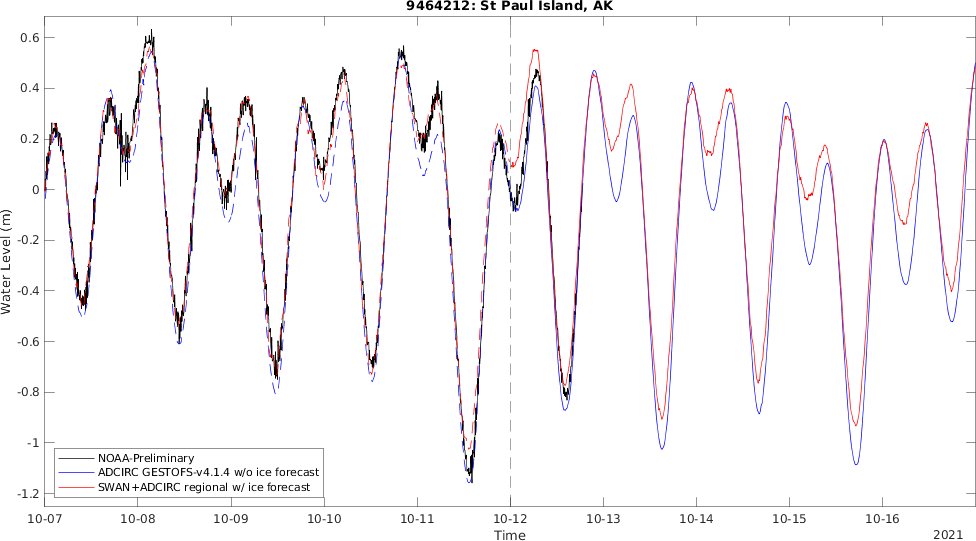 9464212: St Paul Island, AK
0.6
0.4
0.2
0
-0.2
-0.4
-0.6
-0.8
-1
-1.2
Water Level (m)
NOAA-Preliminary
ADCIRC GESTOFS-v4.1.4 w/o ice forecast
SWAN+ADCIRC regional w/ ice forecast
10-07 10-08 10-09 10-10 10-11 10-12 10-13 10-14 10-15 10-16
Time
2021